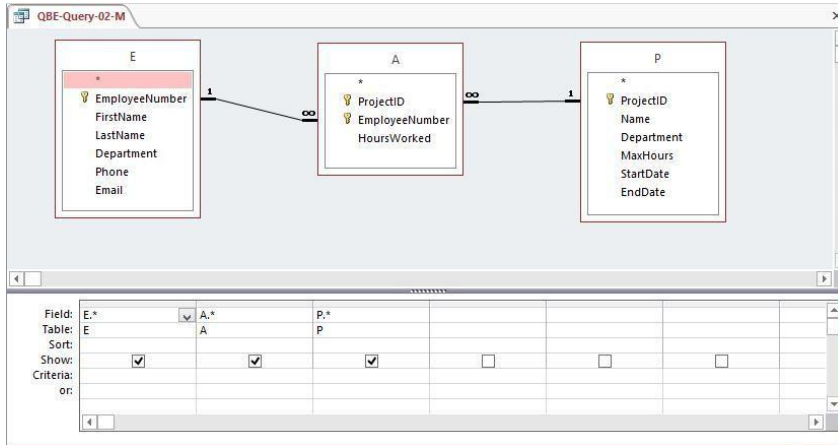 QBE-Query-02-M
E
*
EmployeeNumber
FirstName
LastName
Department
Phone
Email
1
∞
A
*
ProjectID
EmployeeNumber
HoursWorked
∞
1
P
*
ProjectID
Name
Department
MaxHours
StartDate
EndDate
Field: E.* A.* P.*
Table: E A P
Sort:
Show:
Criteria:
or: